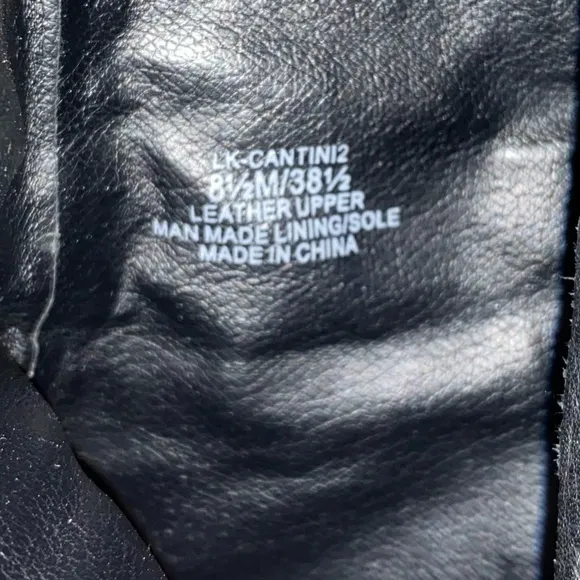 LK-CANTINI2
8½M/38½
LEATHER UPPER
MAN MADE LINING/SOLE
MADE IN CHINA